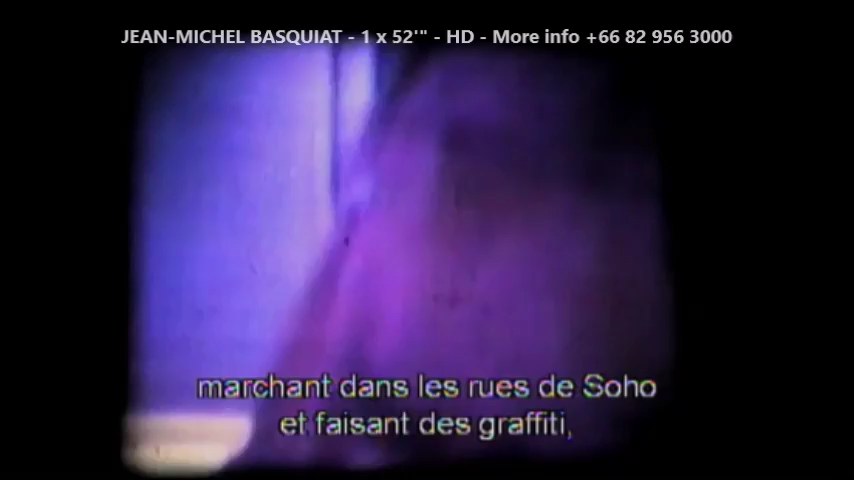 JEAN-MICHEL BASQUIAT - 1 x 52'" - HD - More info +66 82 956 3000
marchant dans les rues de Soho
et faisant des graffiti,